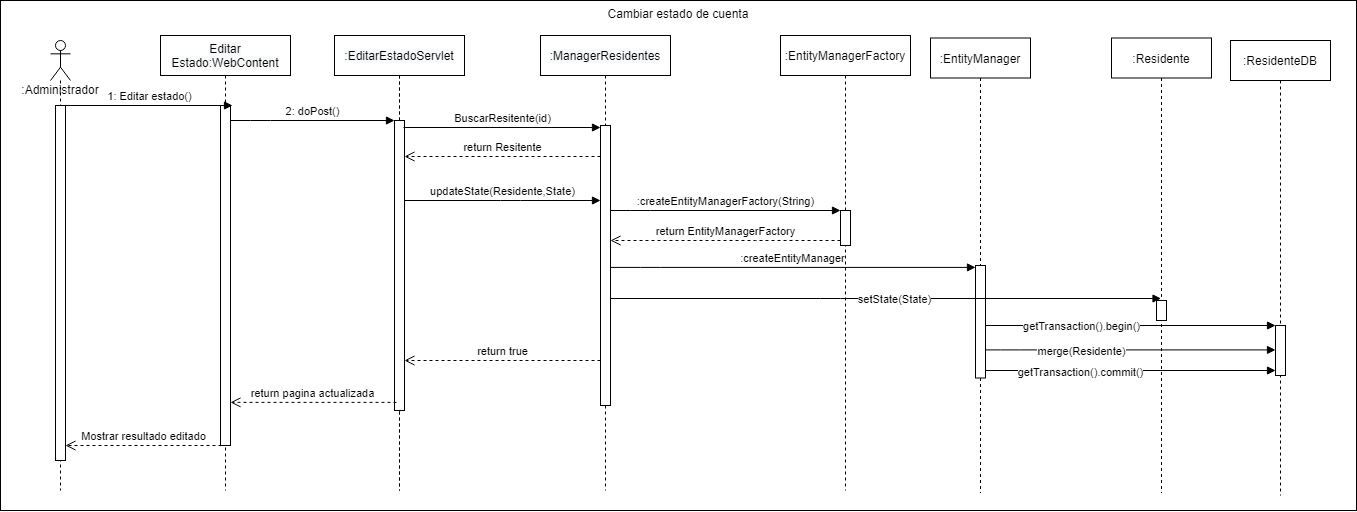 Cambiar estado de cuenta
:Administrador
Editar
Estado:WebContent
:EditarEstadoServlet
:ManagerResidentes
:EntityManagerFactory
:EntityManager
:Residente
:ResidenteDB
1: Editar estado()
2: doPost()
BuscarResitente(id)
return Resitente
updateState(Residente,State)
:createEntityManagerFactory(String)
return EntityManagerFactory
:createEntityManager
setState(State)
getTransaction().begin()
merge(Residente)
return true
getTransaction().commit()
return pagina actualizada
Mostrar resultado editado